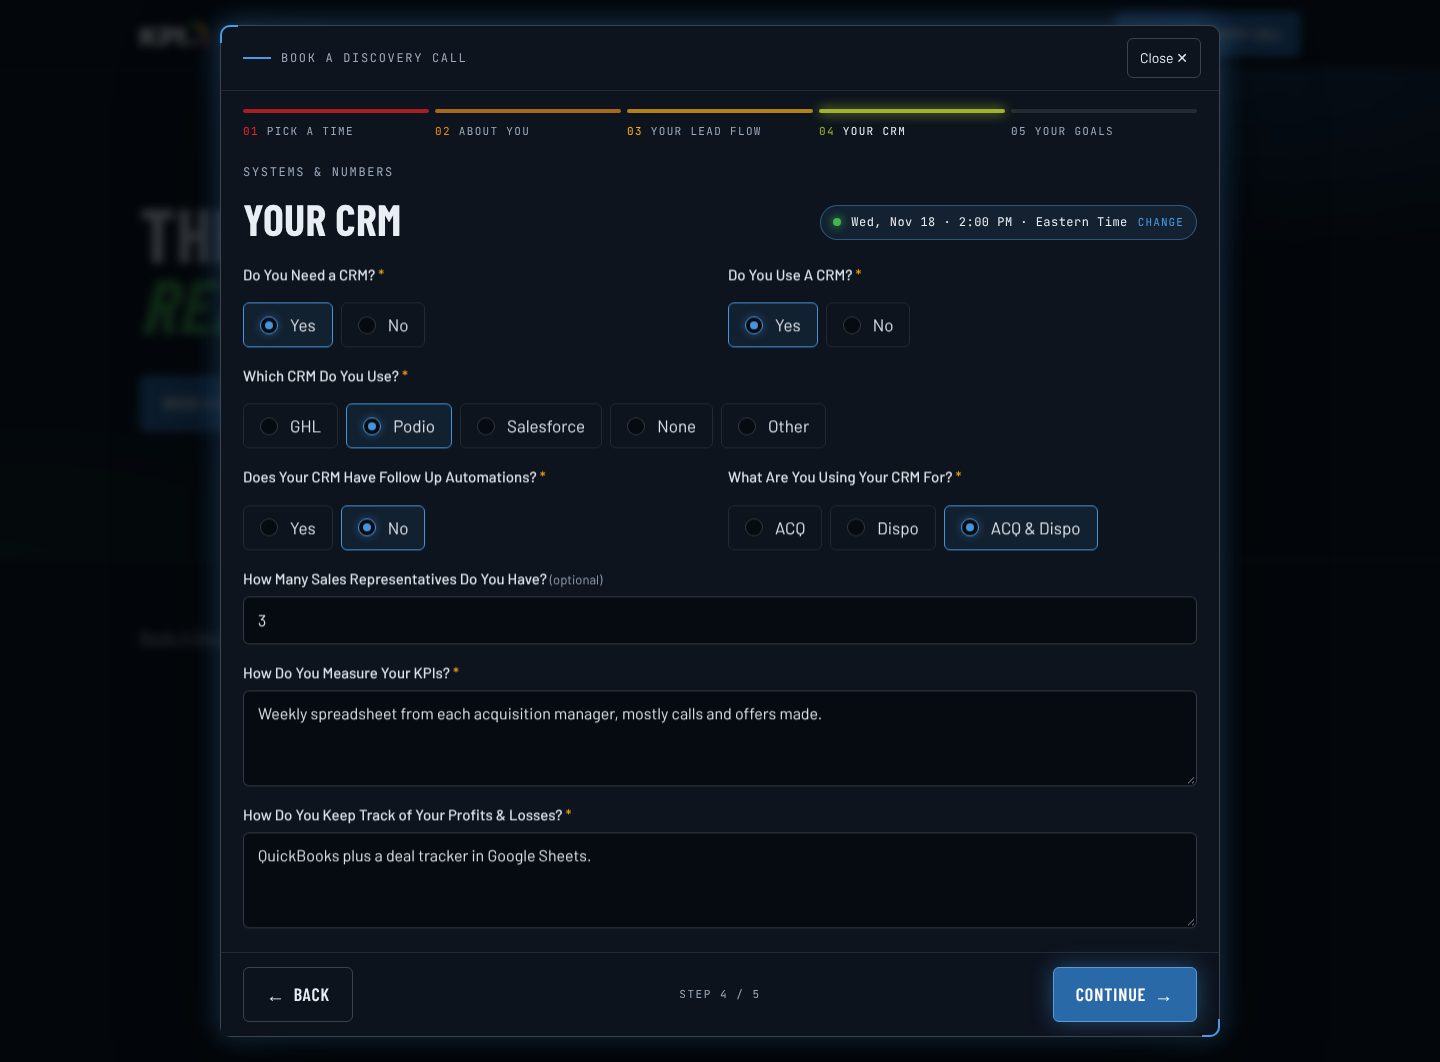 BOOK A DISCOVERY CALL
Close ✕
01 PICK A TIME
02 ABOUT YOU
03 YOUR LEAD FLOW
04 YOUR CRM
05 YOUR GOALS
SYSTEMS & NUMBERS
YOUR CRM
Wed, Nov 18 · 2:00 PM · Eastern Time CHANGE
Do You Need a CRM? *
Yes
No
Do You Use A CRM? *
Yes
No
Which CRM Do You Use? *
GHL
Podio
Salesforce
None
Other
Does Your CRM Have Follow Up Automations? *
Yes
No
What Are You Using Your CRM For? *
ACQ
Dispo
ACQ & Dispo
How Many Sales Representatives Do You Have? (optional)
3
How Do You Measure Your KPIs? *
Weekly spreadsheet from each acquisition manager, mostly calls and offers made.
How Do You Keep Track of Your Profits & Losses? *
QuickBooks plus a deal tracker in Google Sheets.
← BACK
STEP 4 / 5
CONTINUE →